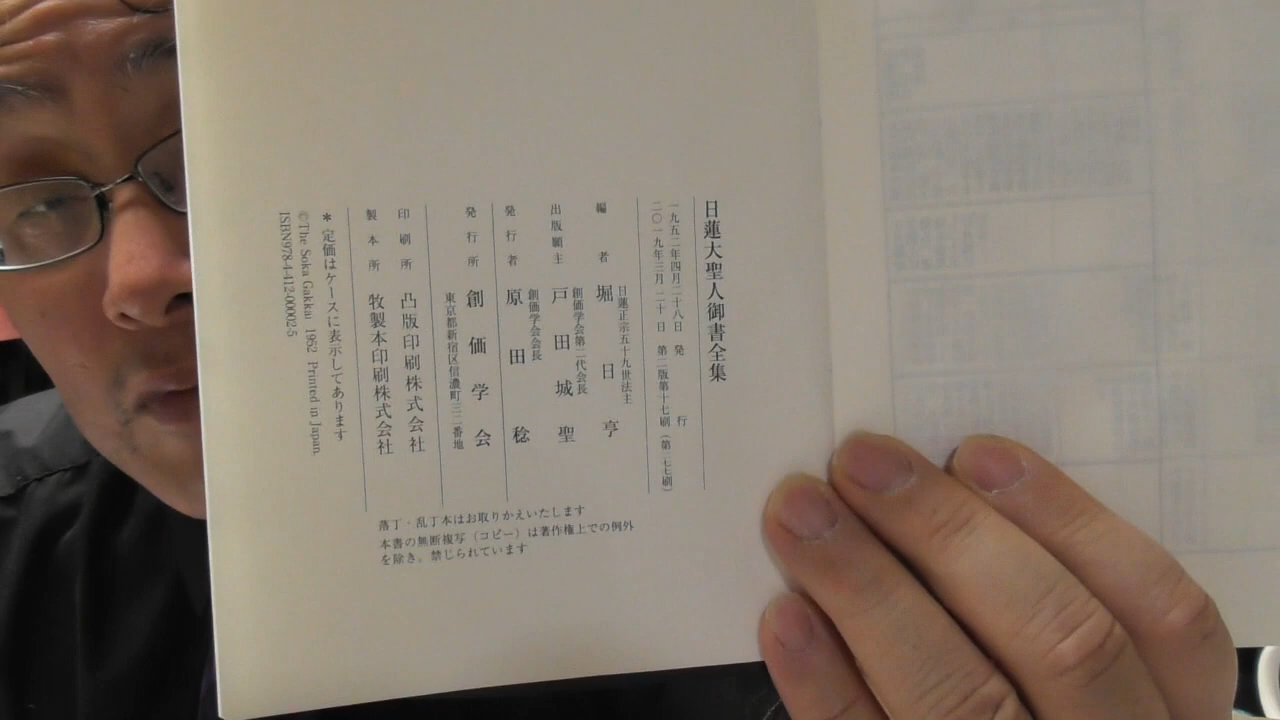 日蓮大聖人御書全集
一九五二年四月二十八日 発行
二〇一九年三月二十日 第二版第十七刷（第一七七刷）
編者 日蓮正宗五十九世法主 堀日亨
出版願主 創価学会第二代会長 戸田城聖
発行者 創価学会会長 原田稔
発行所 創価学会
東京都新宿区信濃町三二番地
印刷所 凸版印刷株式会社
製本所 牧製本印刷株式会社
＊定価はケースに表示してあります
©The Soka Gakkai 1952 Printed in Japan.
ISBN978-4-412-00002-5
落丁・乱丁本はお取りかえいたします
本書の無断複写（コピー）は著作権上での例外
を除き、禁じられています